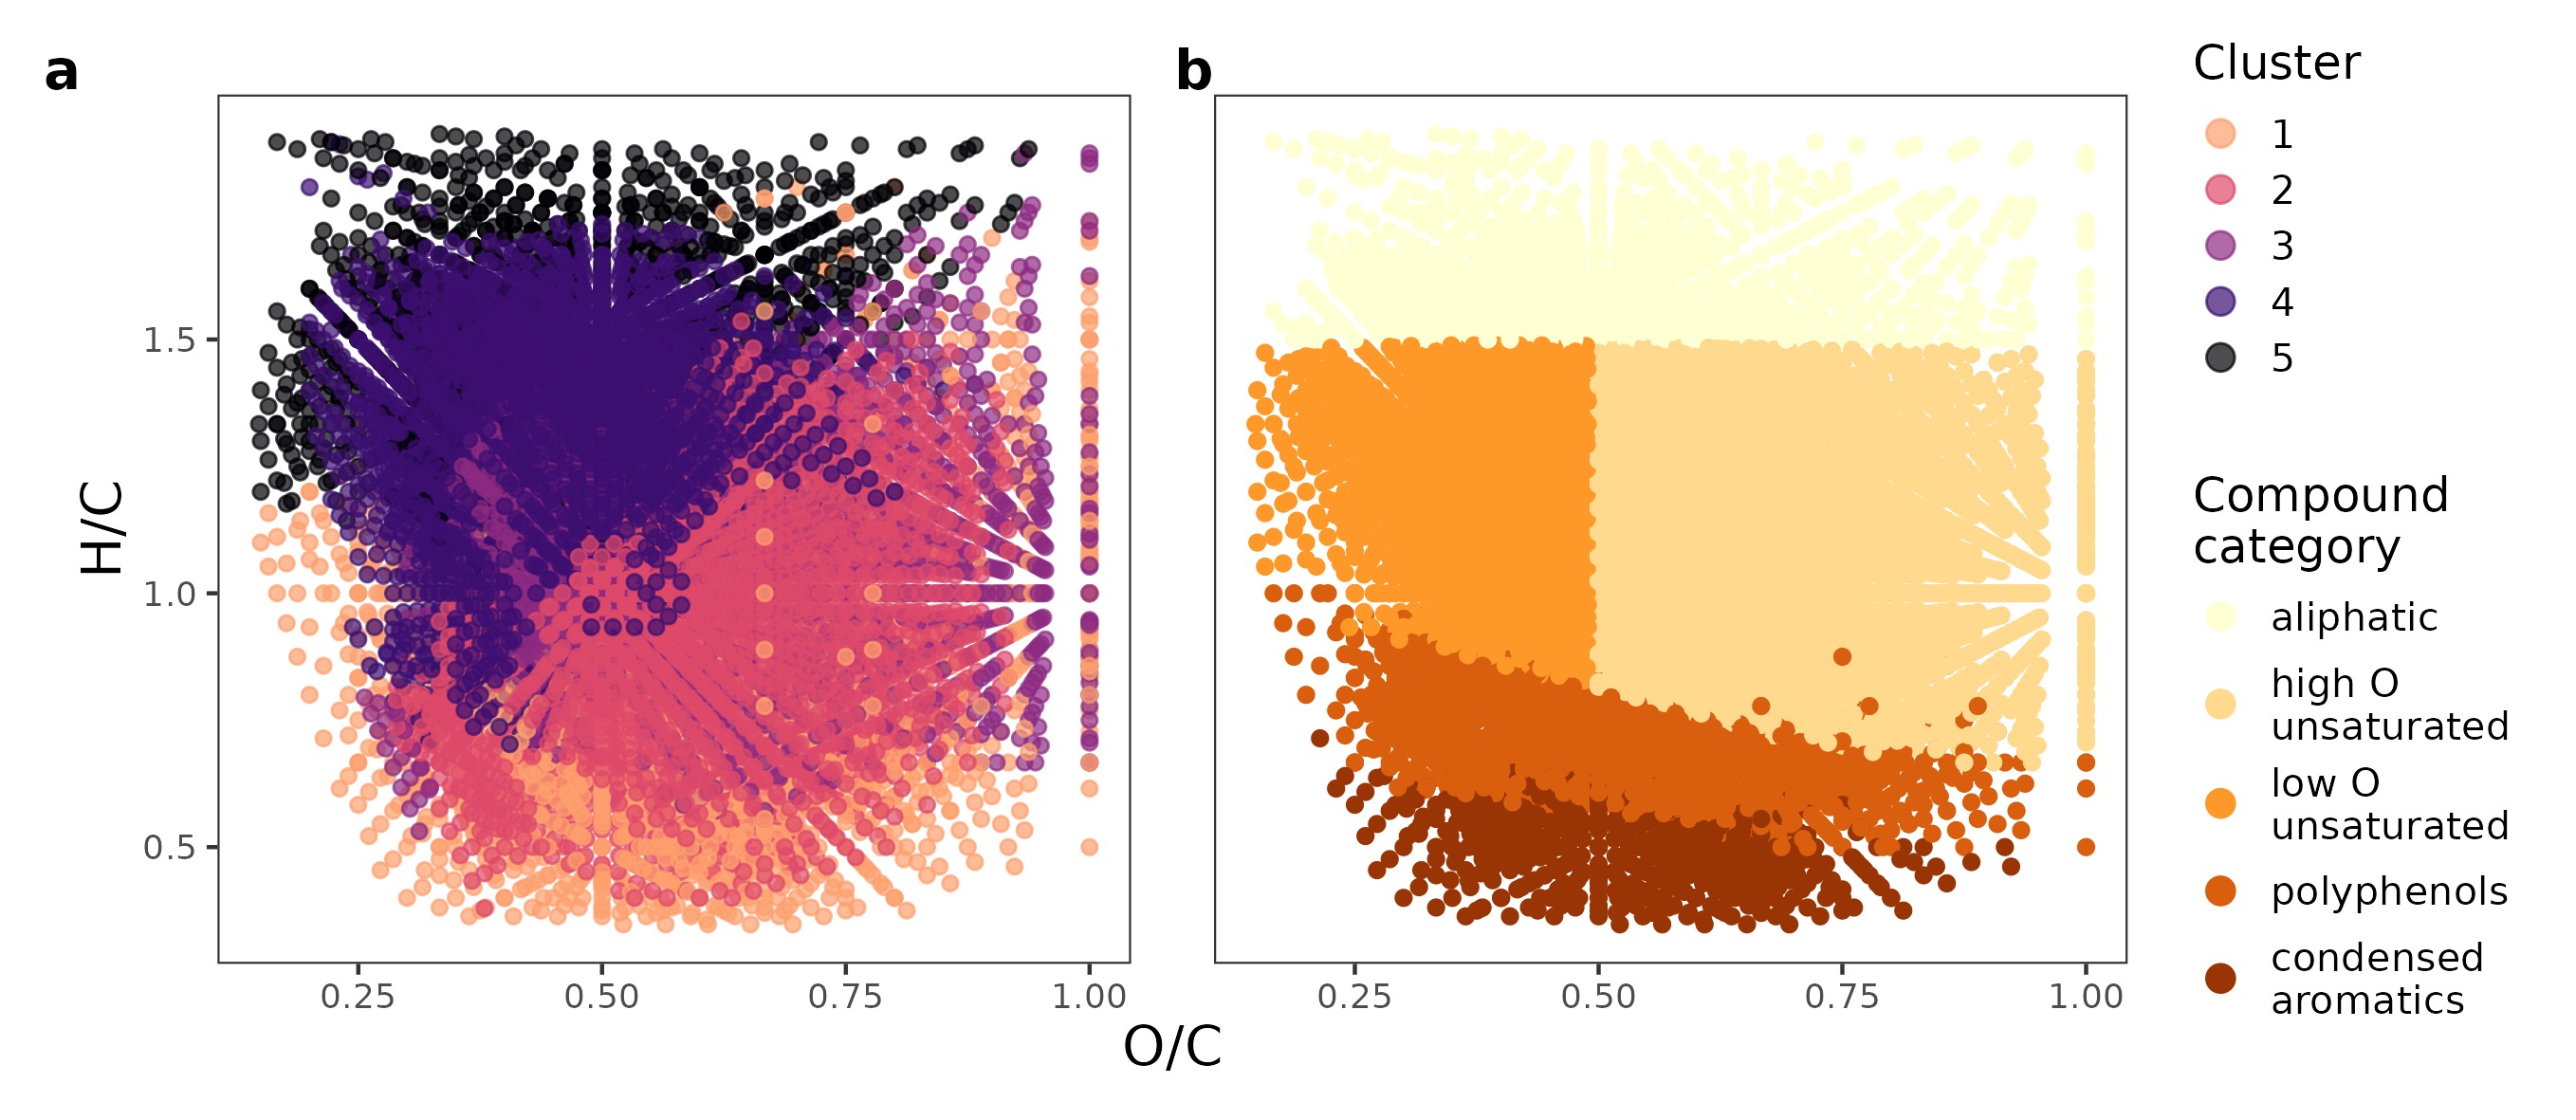 a
b
H/C
1.5
1.0
0.5
0.25
0.50
0.75
1.00
0.25
0.50
0.75
1.00
O/C
Cluster
1
2
3
4
5
Compound
category
aliphatic
high O
unsaturated
low O
unsaturated
polyphenols
condensed
aromatics